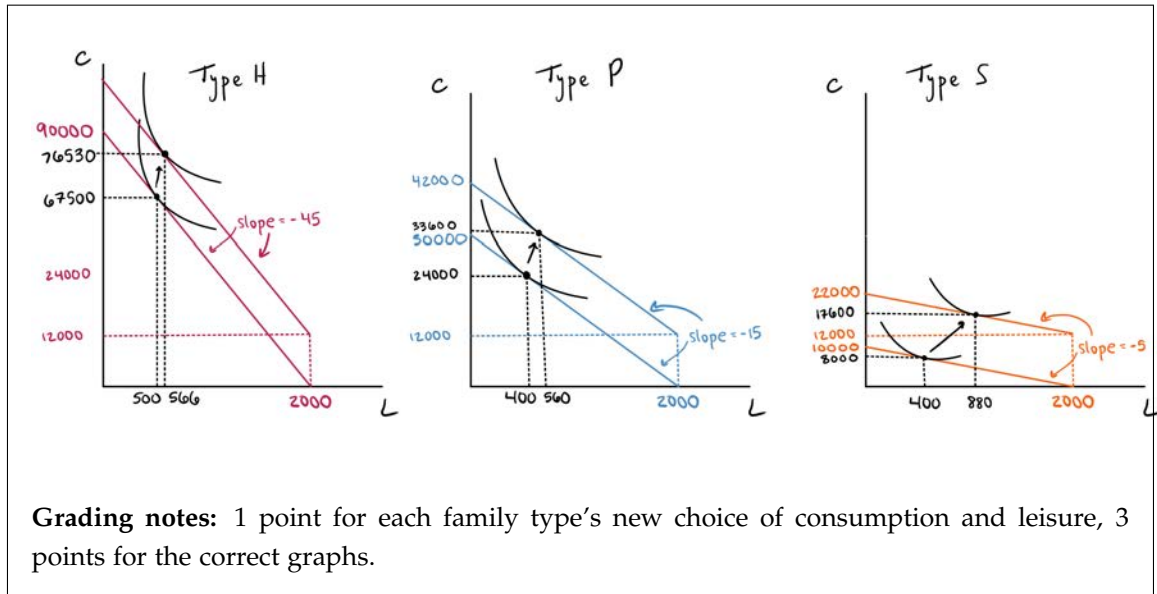 Type H
C
90000
76530
67500
24000
12000
slope = -45
500 566
2000
L
Type P
C
42000
33600
30000
24000
12000
slope = -15
400 560
2000
L
Type S
C
22000
17600
12000
10000
8000
slope = -5
400
880
2000
L
Grading notes: 1 point for each family type's new choice of consumption and leisure, 3
points for the correct graphs.